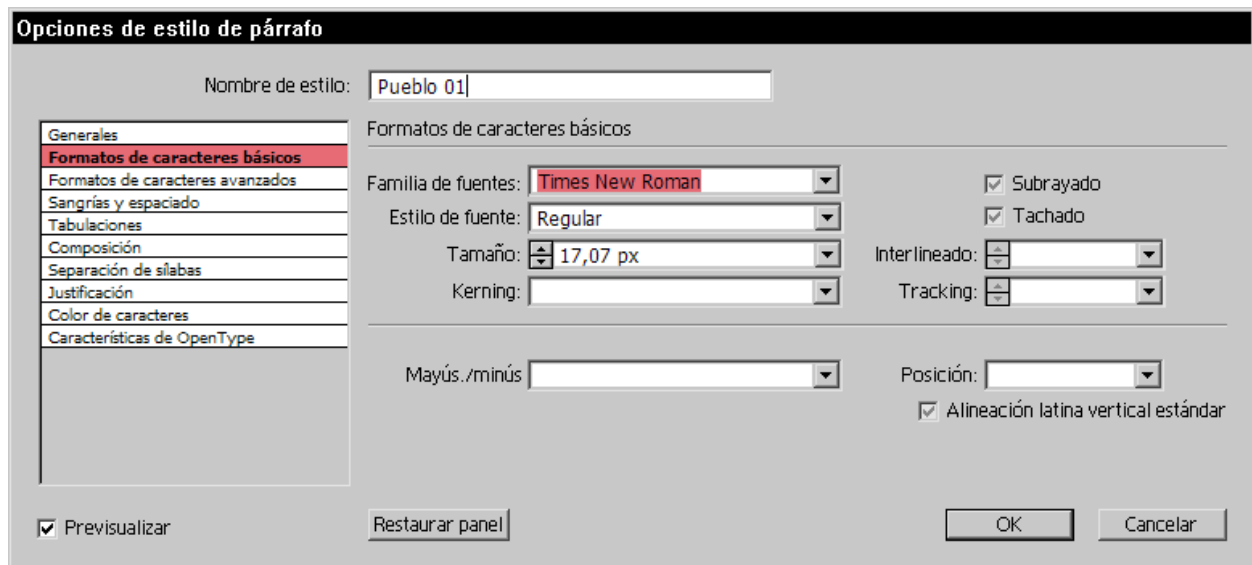 Opciones de estilo de párrafo
Nombre de estilo: Pueblo 01
Generales
Formatos de caracteres básicos
Formatos de caracteres avanzados
Sangrías y espaciado
Tabulaciones
Composición
Separación de sílabas
Justificación
Color de caracteres
Características de OpenType
Formatos de caracteres básicos
Familia de fuentes: Times New Roman
Subrayado
Estilo de fuente: Regular
Tachado
Tamaño: 17,07 px
Interlineado:
Kerning:
Tracking:
Mayús./minús
Posición:
Alineación latina vertical estándar
Previsualizar
Restaurar panel
OK
Cancelar